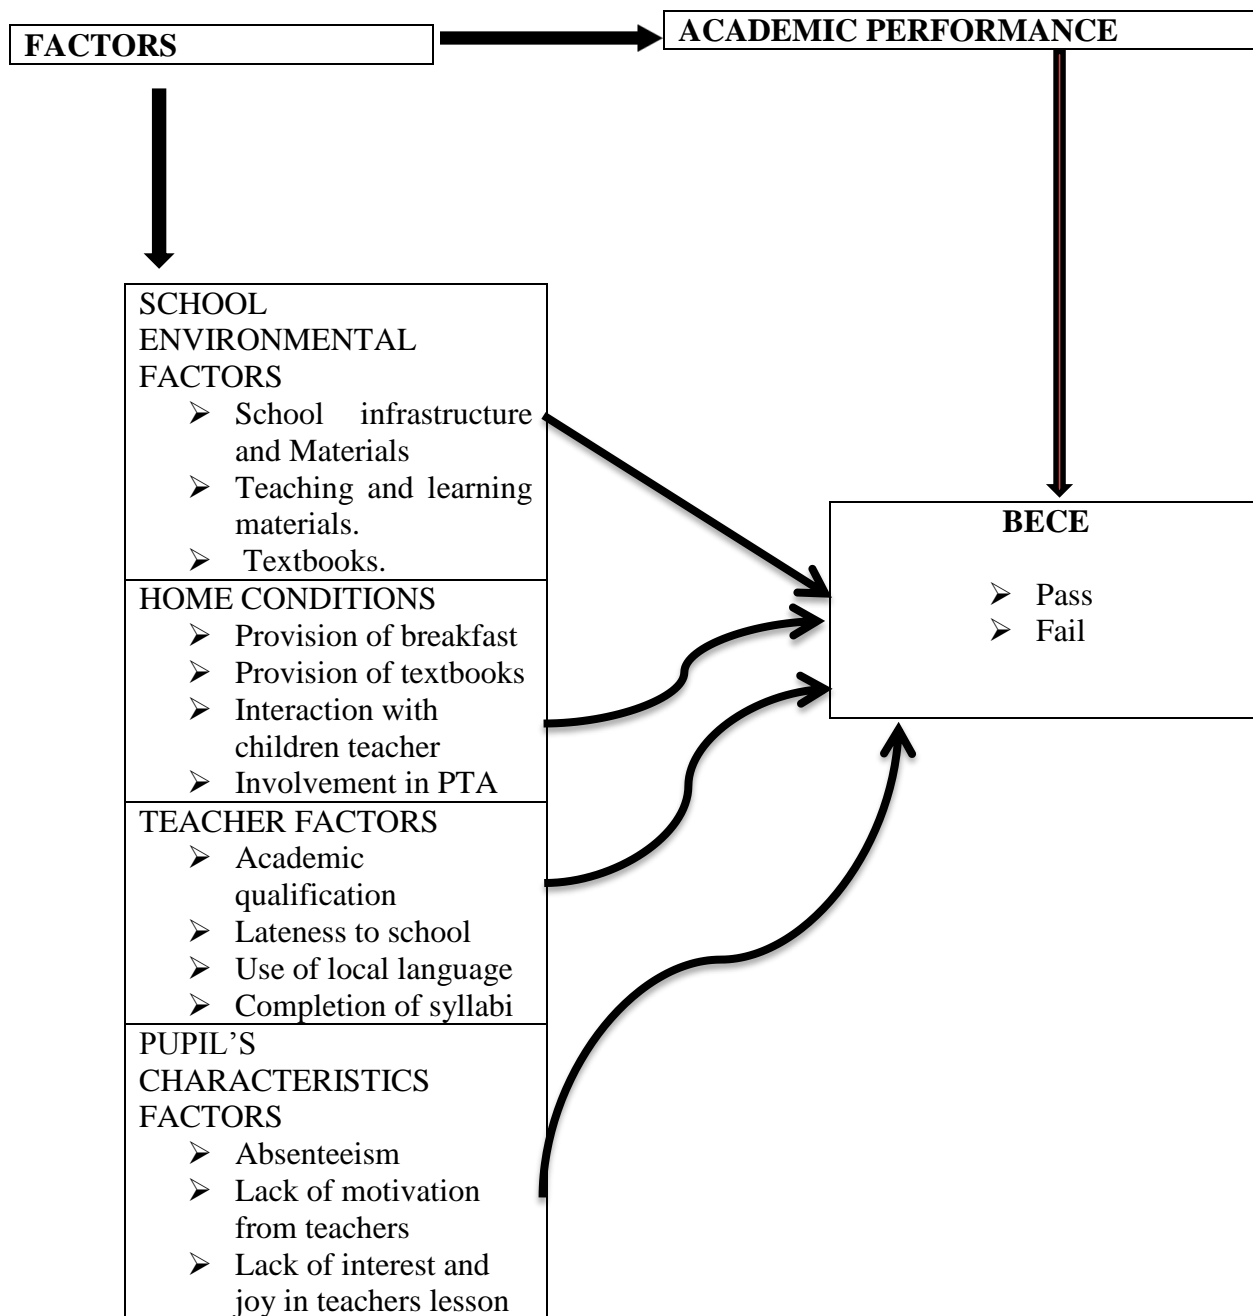 FACTORS
ACADEMIC PERFORMANCE
SCHOOL
ENVIRONMENTAL
FACTORS
➢ School infrastructure
and Materials
➢ Teaching and learning
materials.
➢ Textbooks.
HOME CONDITIONS
➢ Provision of breakfast
➢ Provision of textbooks
➢ Interaction with
children teacher
➢ Involvement in PTA
TEACHER FACTORS
➢ Academic
qualification
➢ Lateness to school
➢ Use of local language
➢ Completion of syllabi
PUPIL’S
CHARACTERISTICS
FACTORS
➢ Absenteeism
➢ Lack of motivation
from teachers
➢ Lack of interest and
joy in teachers lesson
BECE
➢ Pass
➢ Fail